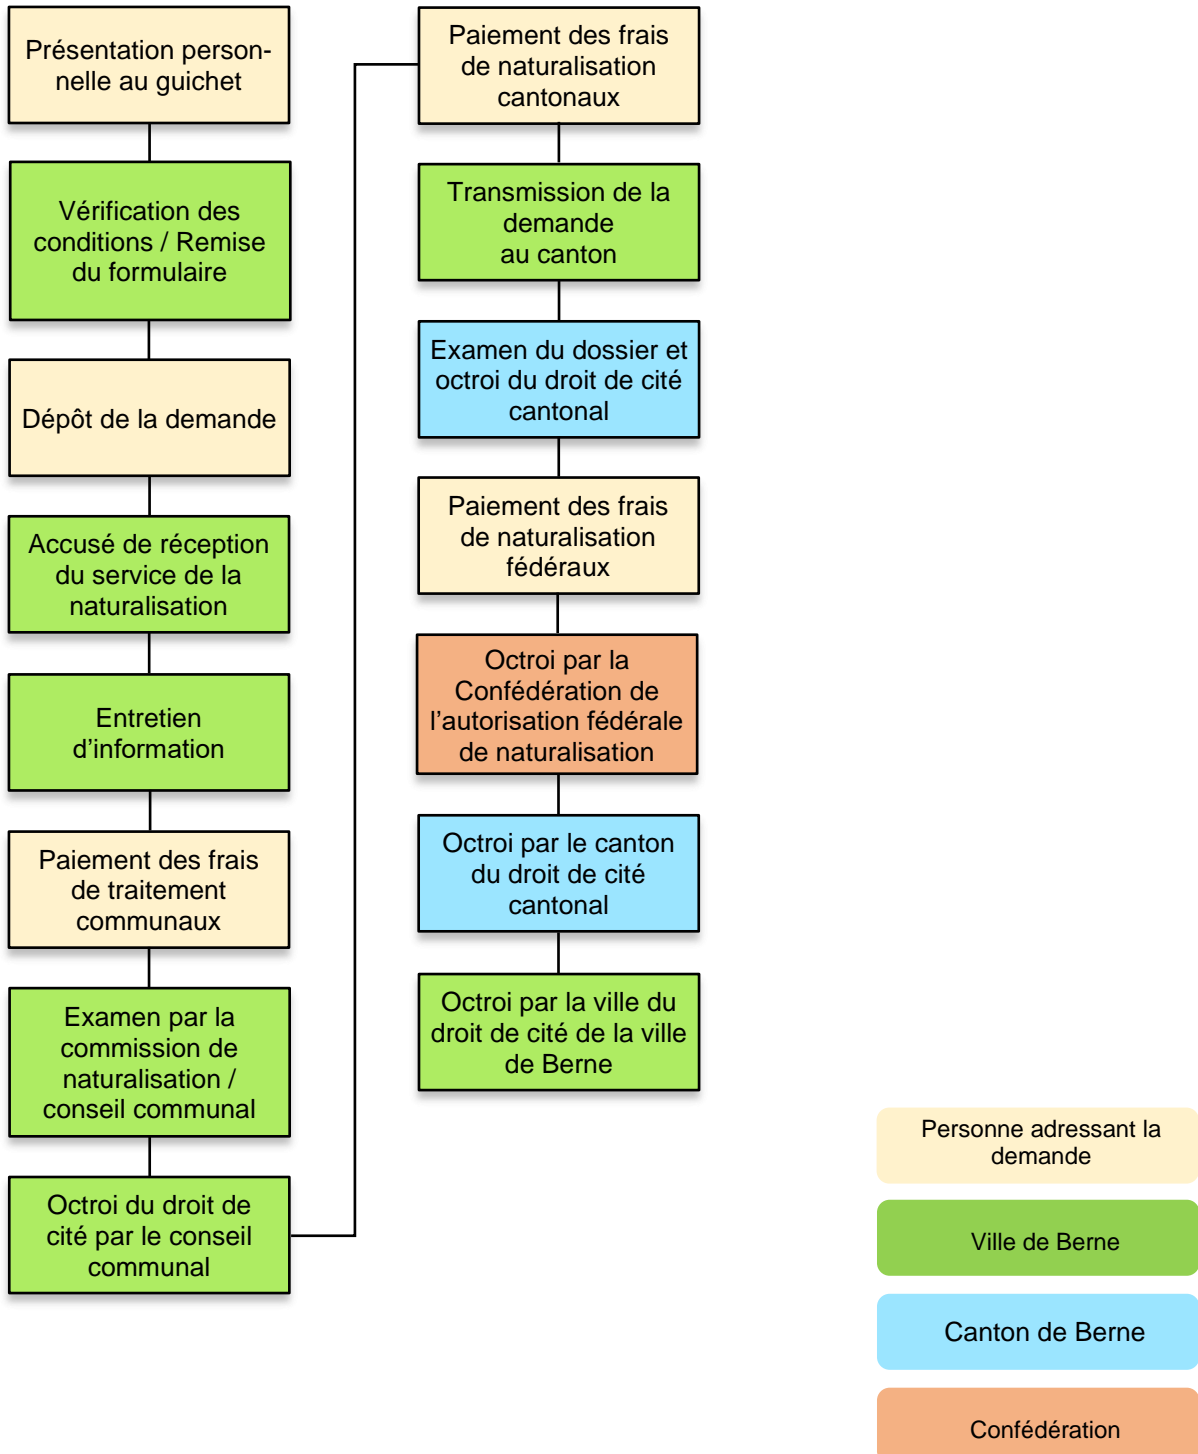 Présentation person-
nelle au guichet
Vérification des
conditions / Remise
du formulaire
Dépôt de la demande
Accusé de réception
du service de la
naturalisation
Entretien
d’information
Paiement des frais
de traitement
communaux
Examen par la
commission de
naturalisation /
conseil communal
Octroi du droit de
cité par le conseil
communal
Paiement des frais
de naturalisation
cantonaux
Transmission de la
demande
au canton
Examen du dossier et
octroi du droit de cité
cantonal
Paiement des frais
de naturalisation
fédéraux
Octroi par la
Confédération de
l’autorisation fédérale
de naturalisation
Octroi par le canton
du droit de cité
cantonal
Octroi par la ville du
droit de cité de la ville
de Berne
Personne adressant la
demande
Ville de Berne
Canton de Berne
Confédération